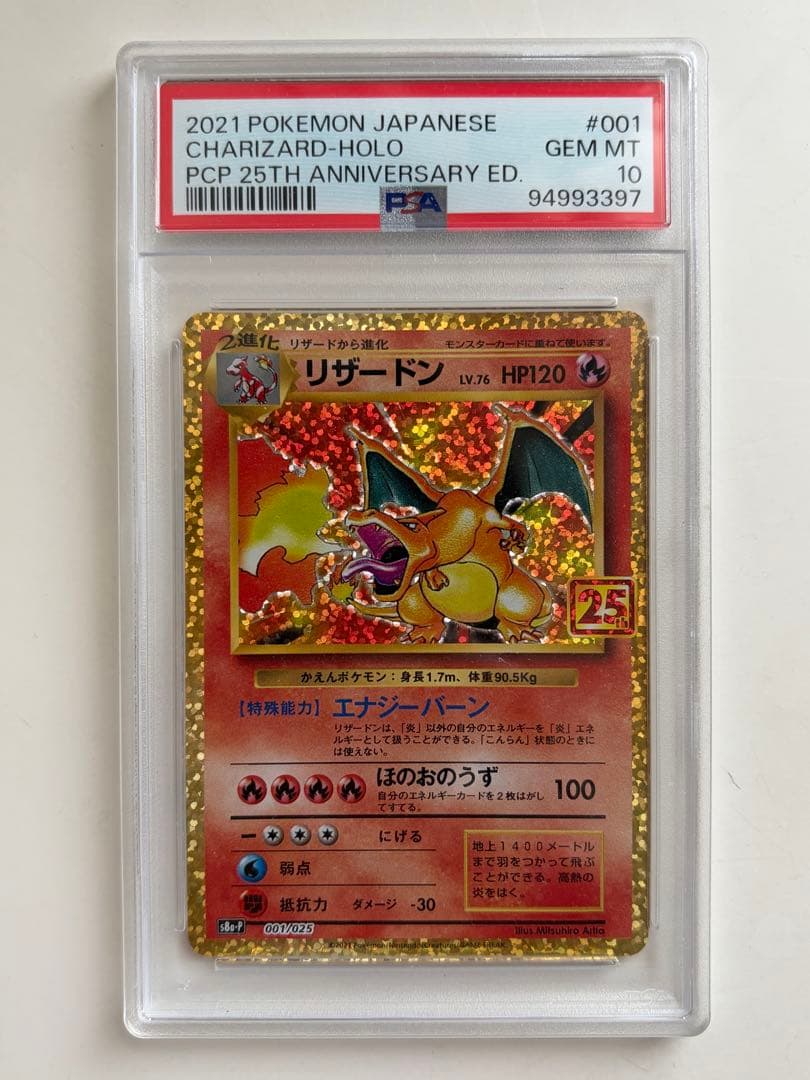 2021 POKEMON JAPANESE #001
CHARIZARD-HOLO GEM MT
PCP 25TH ANNIVERSARY ED. 10
PSA 94993397
2進化 リザードから進化 モンスターカードに重ねて使います。
リザードン LV.76 HP120
25th
かえんポケモン：身長1.7m、体重90.5Kg
【特殊能力】エナジーバーン
リザードンは、「炎」以外の自分のエネルギーを「炎」エネ
ルギーとして扱うことができる。「こんらん」状態のときに
は使えない。
ほのおのうず 100
自分のエネルギーカードを2枚はがし
てすてる。
にげる
弱点
抵抗力 ダメージ -30
地上1400メートル
まで羽をつかって飛ぶ
ことができる。高熱の
炎をはく。
s8a-P 001/025 Illus.Mitsuhiro Arita
©2021 Pokémon/Nintendo/Creatures/GAME FREAK.